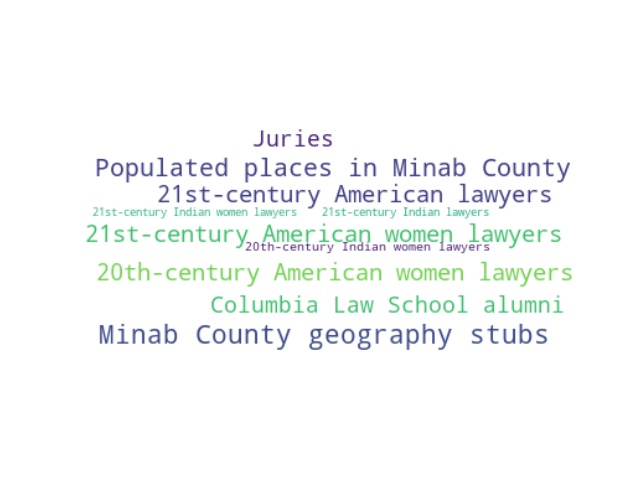 Juries
Populated places in Minab County
21st-century American lawyers
21st-century Indian women lawyers
21st-century Indian lawyers
21st-century American women lawyers
20th-century Indian women lawyers
20th-century American women lawyers
Columbia Law School alumni
Minab County geography stubs